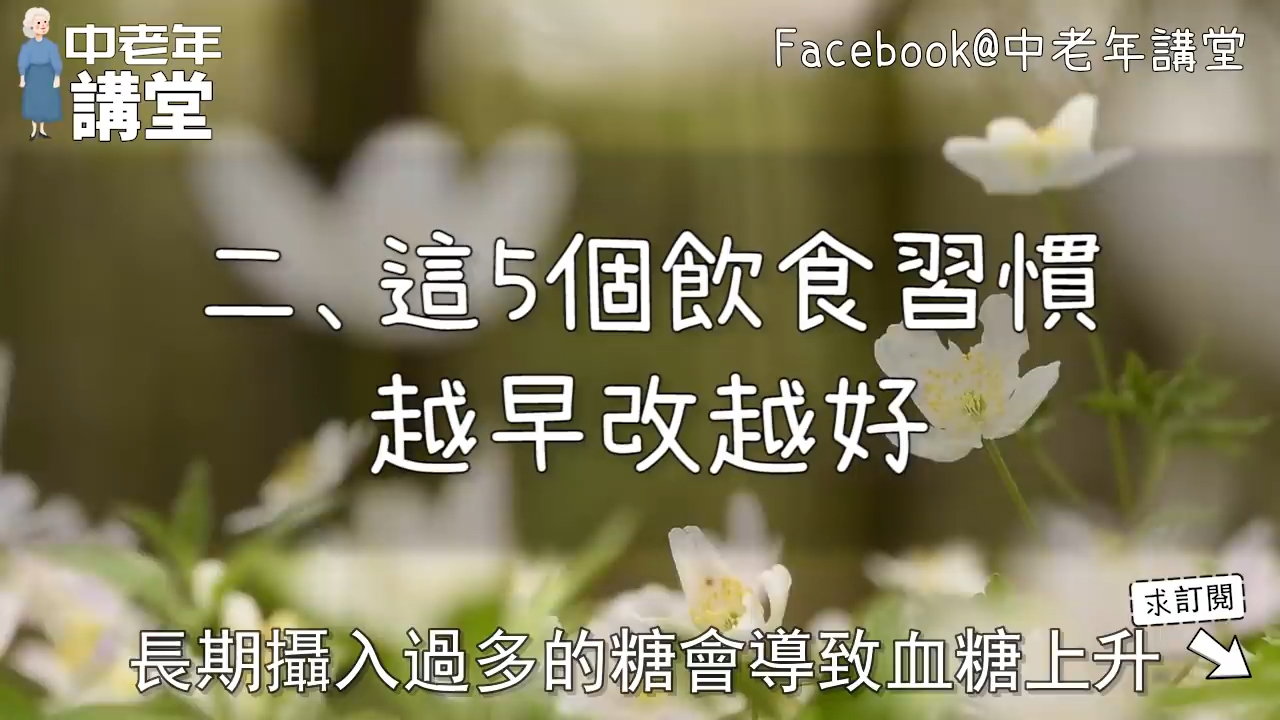 中老年
講堂
Facebook@中老年講堂
二、這5個飲食習慣
越早改越好
求訂閱
長期攝入過多的糖會導致血糖上升